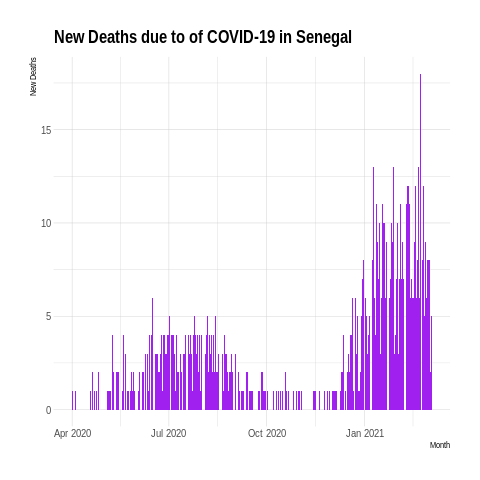 New Deaths due to of COVID-19 in Senegal
New Deaths
15
10
5
0
Apr 2020 Jul 2020 Oct 2020 Jan 2021
Month